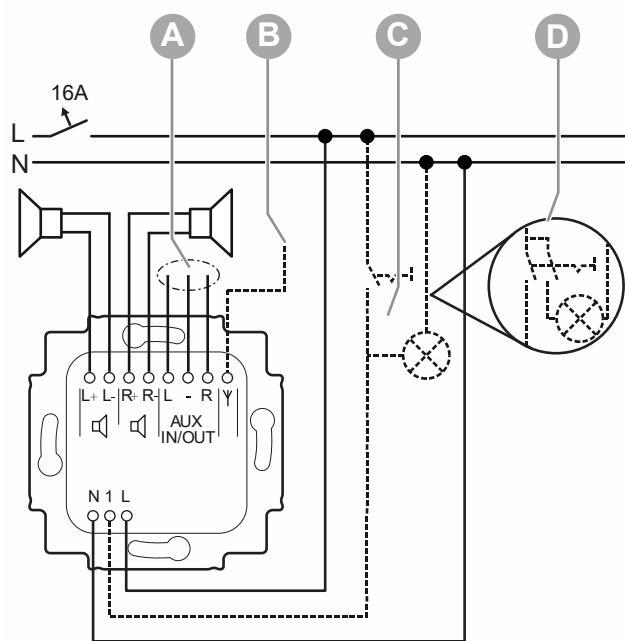 A B C D
16A
L
N
L+ L- R+ R- L - R
AUX
IN/OUT
N 1 L